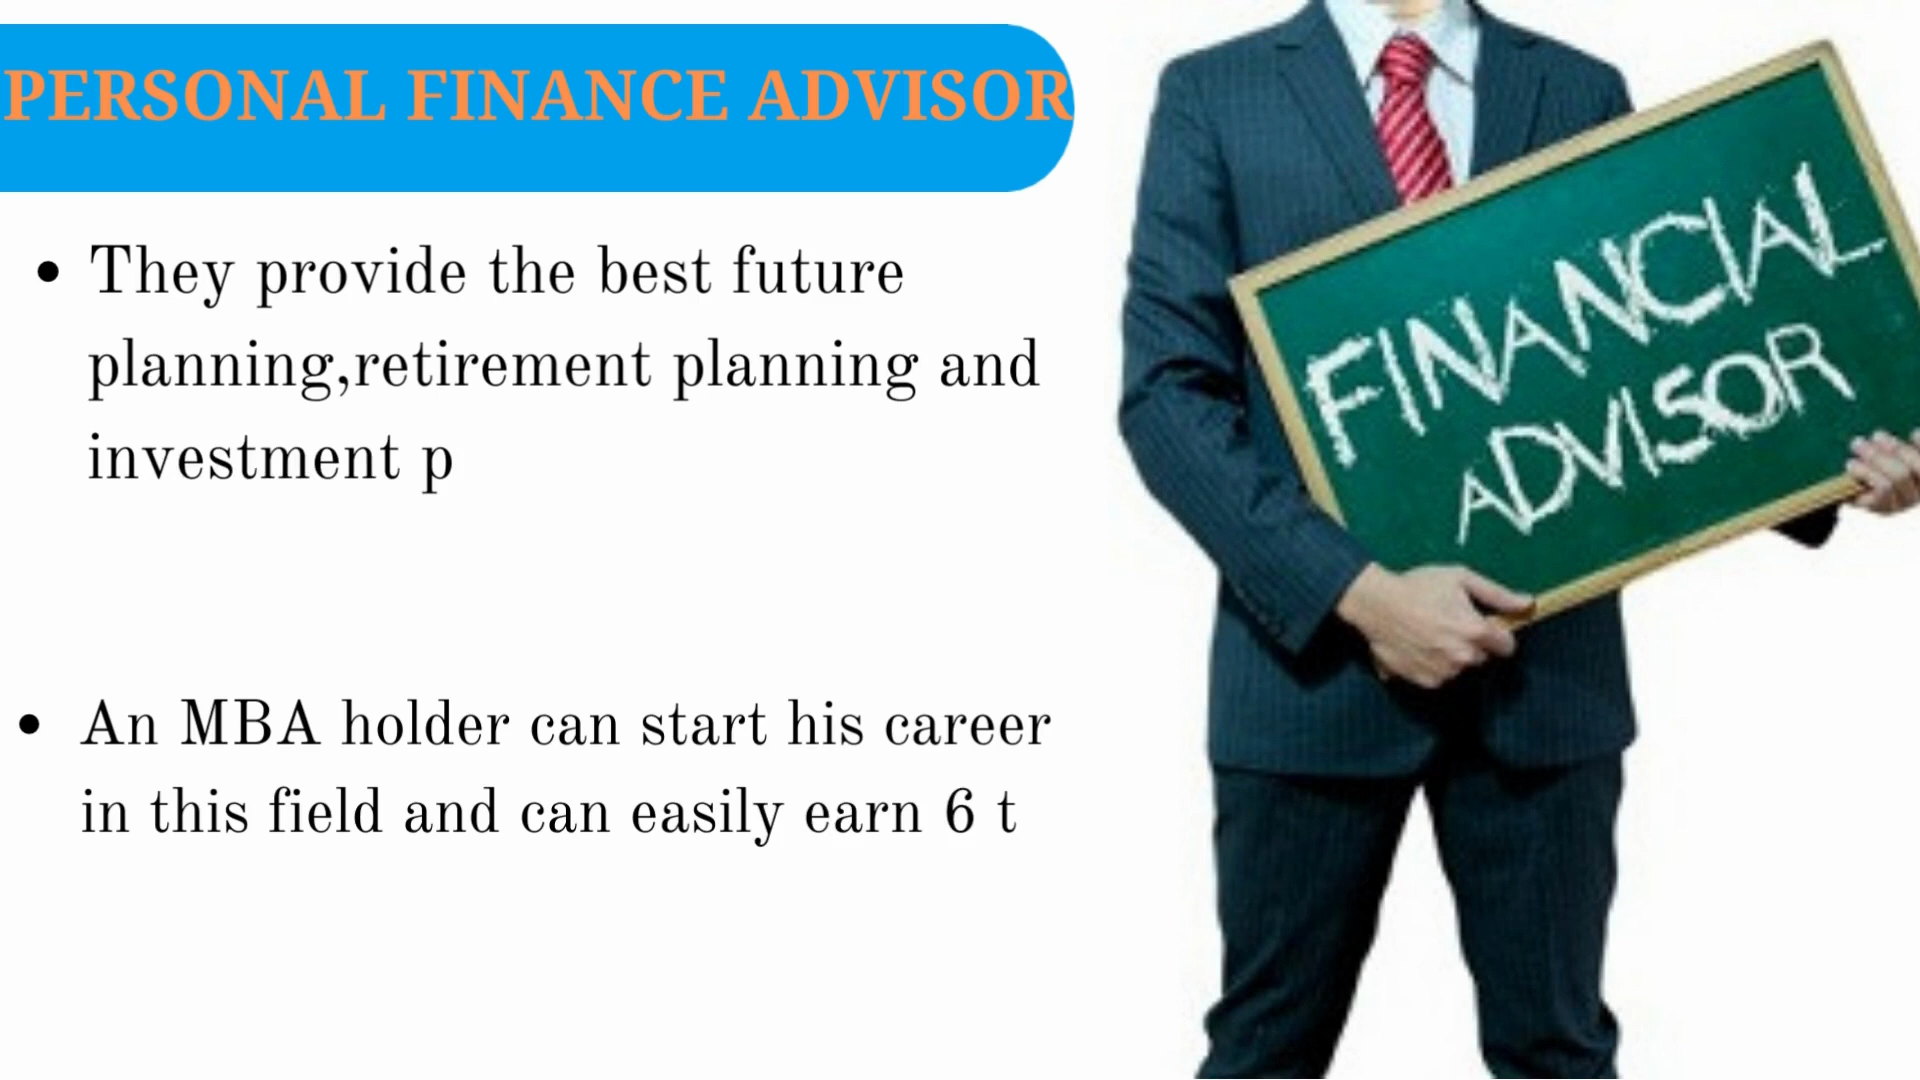 PERSONAL FINANCE ADVISOR
• They provide the best future
planning,retirement planning and
investment p
• An MBA holder can start his career
in this field and can easily earn 6 t
FINANCIAL
ADVISOR